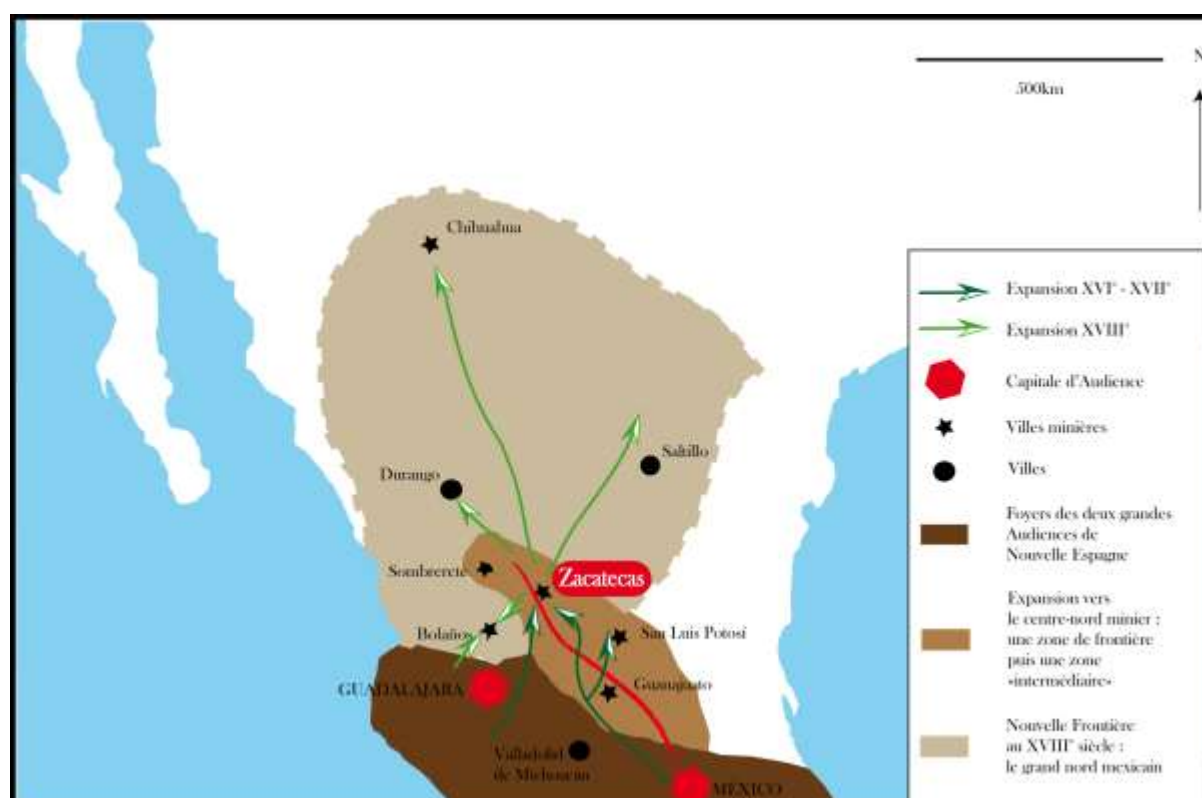 500km
N
Chihuahua
Saltillo
Durango
Sombrerete
Zacatecas
Bolaños
San Luis Potosí
GUADALAJARA
Guanajuato
Valladolid
de Michoacán
MEXICO
Expansion XVIᵉ - XVIIᵉ
Expansion XVIIIᵉ
Capitale d'Audience
Villes minières
Villes
Foyers des deux grandes
Audiences de
Nouvelle Espagne
Expansion vers
le centre-nord minier :
une zone de frontière
puis une zone
«intermédiaire»
Nouvelle Frontière
au XVIIIᵉ siècle :
le grand nord mexicain